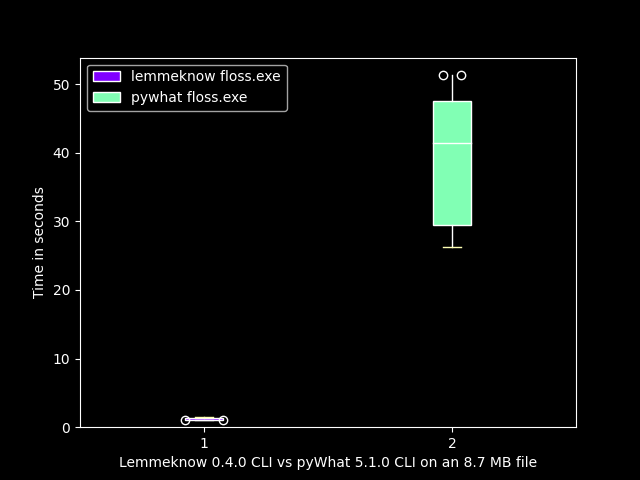 lemmeknow floss.exe
pywhat floss.exe
50
40
30
20
10
0
Time in seconds
1
2
Lemmeknow 0.4.0 CLI vs pyWhat 5.1.0 CLI on an 8.7 MB file